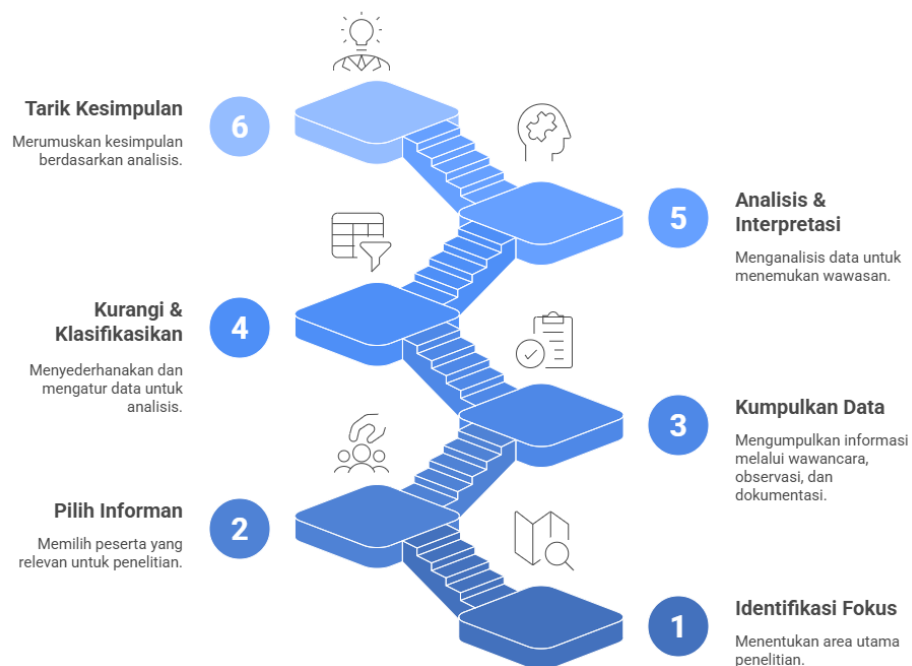 Tarik Kesimpulan
6
Merumuskan kesimpulan
berdasarkan analisis.
Analisis &
Interpretasi
5
Menganalisis data untuk
menemukan wawasan.
Kurangi &
Klasifikasikan
4
Menyederhanakan dan
mengatur data untuk
analisis.
Kumpulkan Data
3
Mengumpulkan informasi
melalui wawancara,
observasi, dan
dokumentasi.
Pilih Informan
2
Memilih peserta yang
relevan untuk penelitian.
Identifikasi Fokus
1
Menentukan area utama
penelitian.